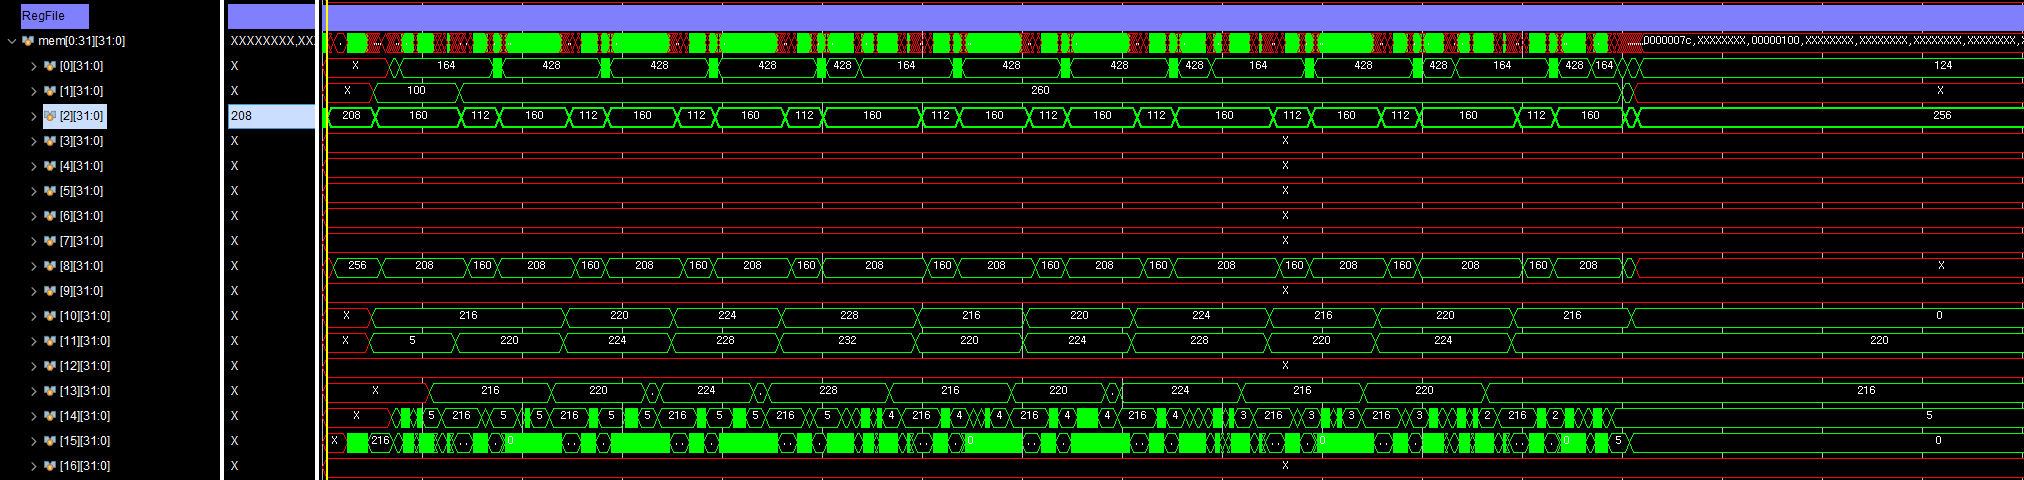 RegFile
mem[0:31][31:0] XXXXXXXX,XX 0000007c,XXXXXXXX,00000100,XXXXXXXX,XXXXXXXX,XXXXXXXX,XXXXXXXX,
[0][31:0] X X 164 428 428 428 428 164 428 428 428 164 428 428 164 428 164 124
[1][31:0] X X 100 260 X
[2][31:0] 208 208 160 112 160 112 160 112 160 112 160 112 160 112 160 112 160 112 160 112 160 112 160 256
[3][31:0] X X
[4][31:0] X X
[5][31:0] X X
[6][31:0] X X
[7][31:0] X X
[8][31:0] X 256 208 160 208 160 208 160 208 160 208 160 208 160 208 160 208 160 208 160 208 160 208 X
[9][31:0] X X
[10][31:0] X X 216 220 224 228 216 220 224 216 220 216 0
[11][31:0] X X 5 220 224 228 232 220 224 228 220 224 220
[12][31:0] X X
[13][31:0] X X 216 220 . 224 . 228 216 220 . 224 216 220 216
[14][31:0] X X 5 216 5 5 216 5 5 216 5 5 216 5 4 216 4 4 216 4 216 4 3 216 3 3 216 3 2 216 2 5
[15][31:0] X X 216 0 0 0 0 5 0
[16][31:0] X X